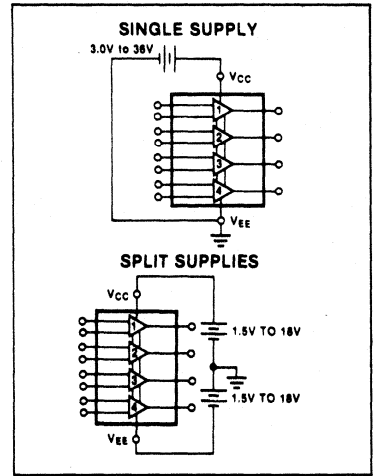 SINGLE SUPPLY
3.0V to 36V
VCC
1
2
3
4
VEE
SPLIT SUPPLIES
VCC
1
2
3
4
1.5V TO 18V
1.5V TO 18V
VEE